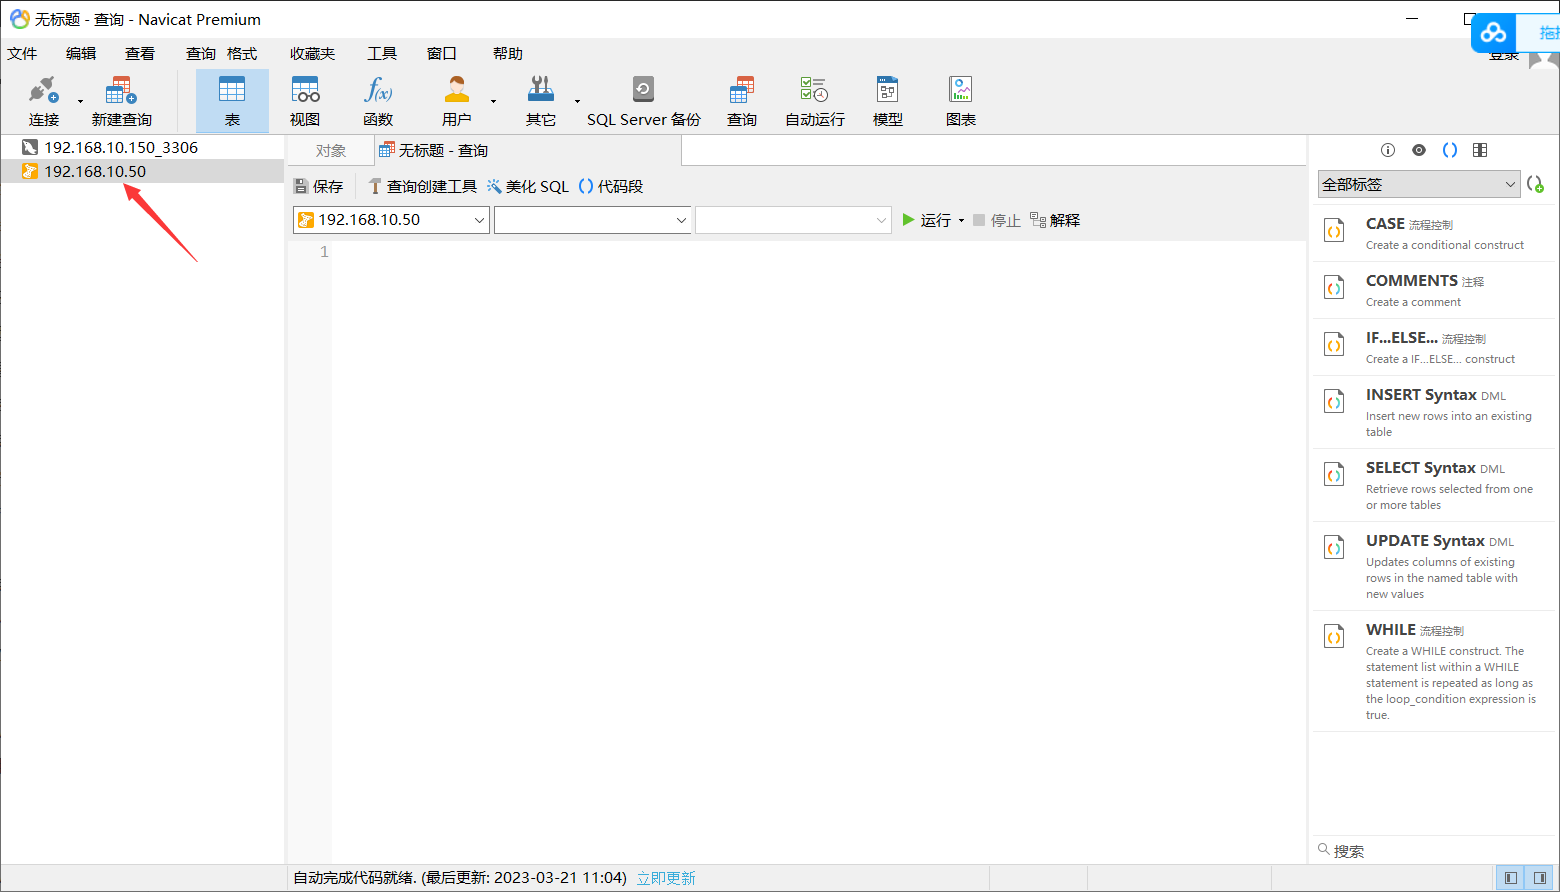 无标题 - 查询 - Navicat Premium
拖拽
文件 编辑 查看 查询 格式 收藏夹 工具 窗口 帮助
登录
连接 新建查询 表 视图 函数 用户 其它 SQL Server 备份 查询 自动运行 模型 图表
192.168.10.150_3306
192.168.10.50
对象 无标题 - 查询
保存 查询创建工具 美化 SQL 代码段
192.168.10.50 运行 停止 解释
1
全部标签
CASE 流程控制
Create a conditional construct
COMMENTS 注释
Create a comment
IF...ELSE... 流程控制
Create a IF...ELSE... construct
INSERT Syntax DML
Insert new rows into an existing
table
SELECT Syntax DML
Retrieve rows selected from one
or more tables
UPDATE Syntax DML
Updates columns of existing
rows in the named table with
new values
WHILE 流程控制
Create a WHILE construct. The
statement list within a WHILE
statement is repeated as long as
the loop_condition expression is
true.
搜索
自动完成代码就绪. (最后更新: 2023-03-21 11:04) 立即更新